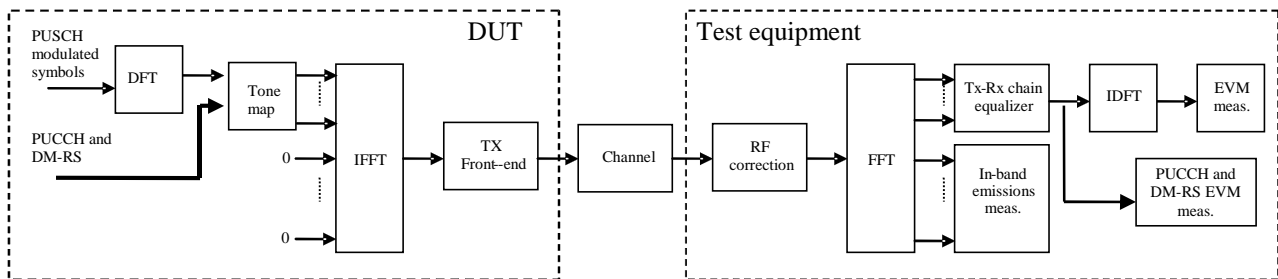 DUT
Test equipment
PUSCH
modulated
symbols
DFT
Tone
map
PUCCH and
DM-RS
0
0
IFFT
TX
Front--end
Channel
RF
correction
FFT
Tx-Rx chain
equalizer
IDFT
EVM
meas.
In-band
emissions
meas.
PUCCH and
DM-RS EVM
meas.